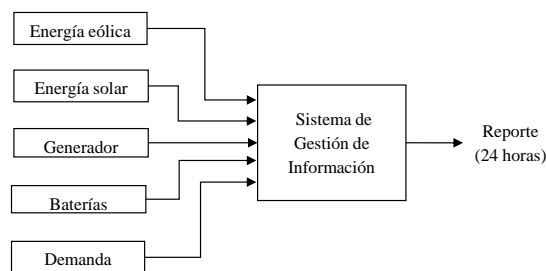 Energía eólica
Energía solar
Generador
Baterías
Demanda
Sistema de
Gestión de
Información
Reporte
(24 horas)